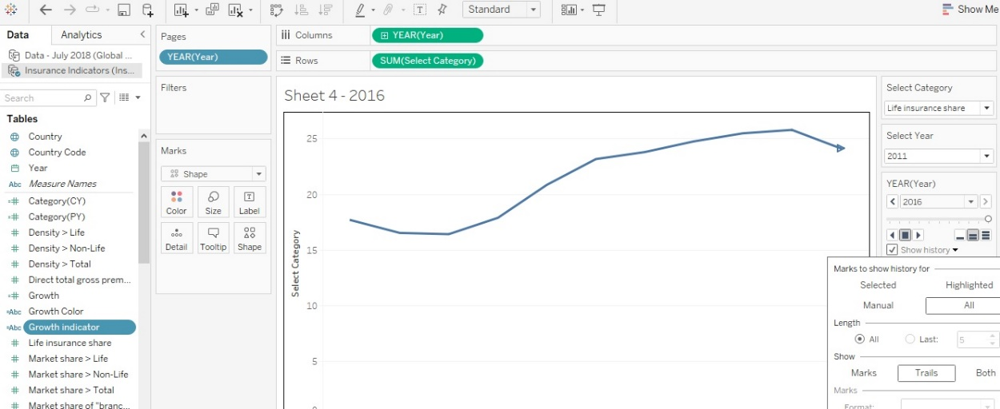 Standard
Show Me
Data
Analytics
Data - July 2018 (Global ...
Insurance Indicators (Ins...
Search
Tables
Country
Country Code
Year
Abc Measure Names
Category(CY)
Category(PY)
Density > Life
Density > Non-Life
Density > Total
Direct total gross prem...
Growth
=Abc Growth Color
=Abc Growth indicator
Life insurance share
Market share > Life
Market share > Non-Life
Market share > Total
Market share of "branc...
Pages
YEAR(Year)
Filters
Marks
Shape
Color
Size
Label
Detail
Tooltip
Shape
Columns
YEAR(Year)
Rows
SUM(Select Category)
Sheet 4 - 2016
Select Category
25
20
15
10
5
0
Select Category
Life insurance share
Select Year
2011
YEAR(Year)
2016
Show history
Marks to show history for
Selected
Highlighted
Manual
All
Length
All
Last:
5
Show
Marks
Trails
Both
Marks
Format: